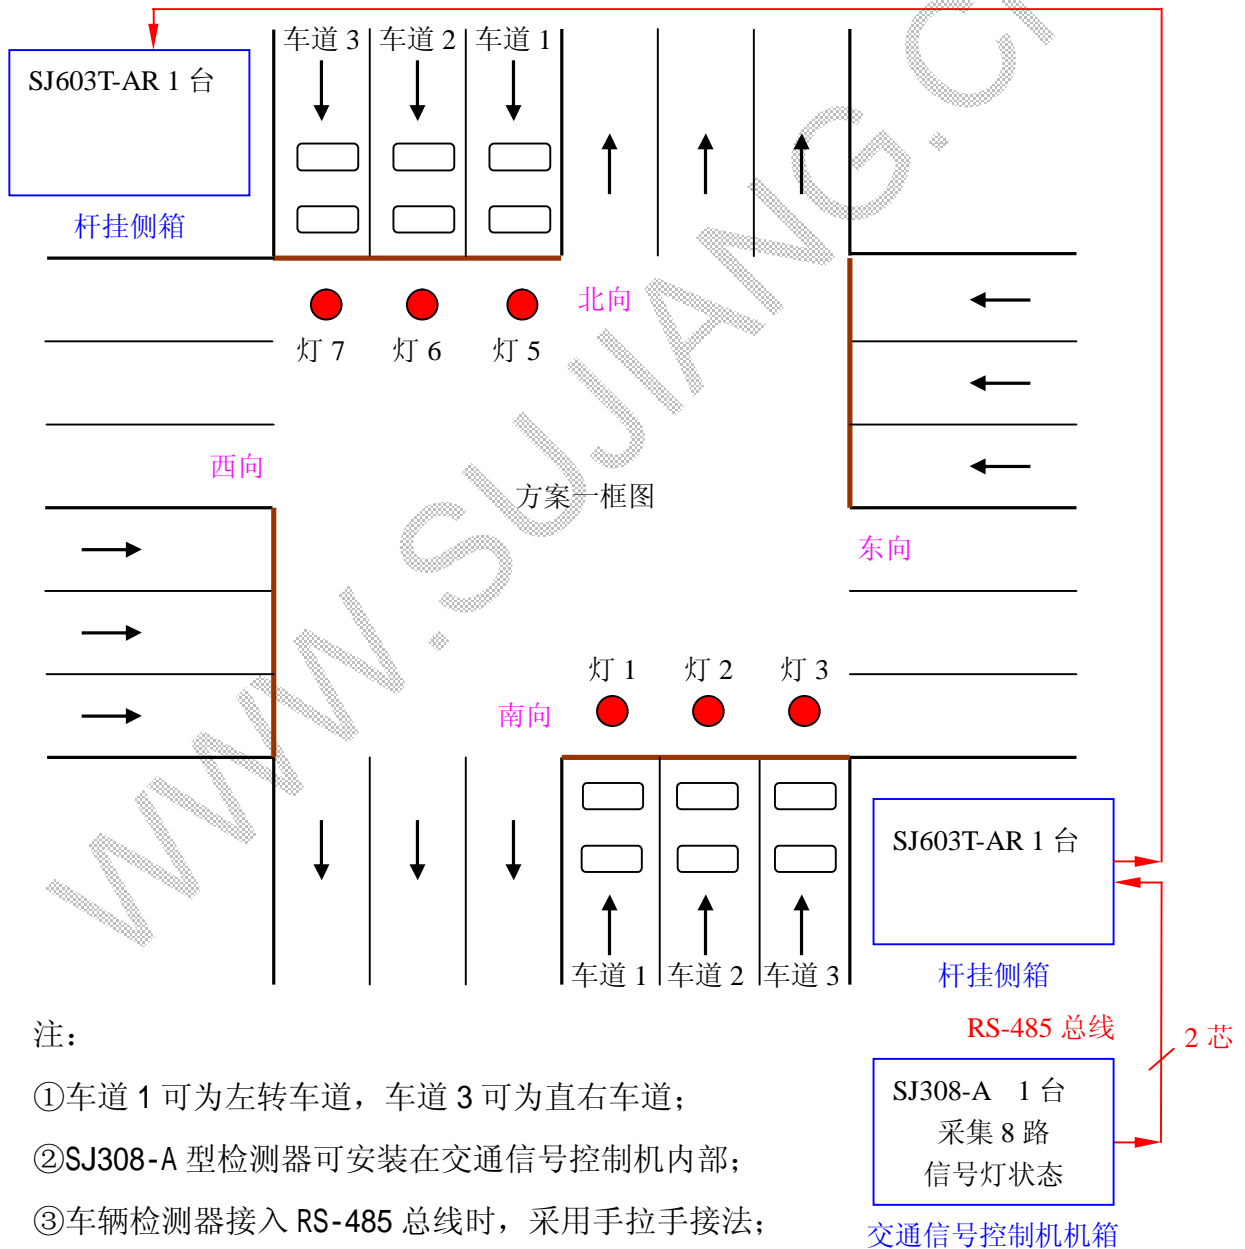 车道 3 车道 2 车道 1
SJ603T-AR 1 台
杆挂侧箱
北向
灯 7 灯 6 灯 5
西向
方案一框图
东向
灯 1 灯 2 灯 3
南向
SJ603T-AR 1 台
车道 1 车道 2 车道 3
杆挂侧箱
RS-485 总线
2 芯
注：
①车道 1 可为左转车道，车道 3 可为直右车道；
②SJ308-A 型检测器可安装在交通信号控制机内部；
③车辆检测器接入 RS-485 总线时，采用手拉手接法；
SJ308-A 1 台
采集 8 路
信号灯状态
交通信号控制机机箱
WWW.SUJIANG.C